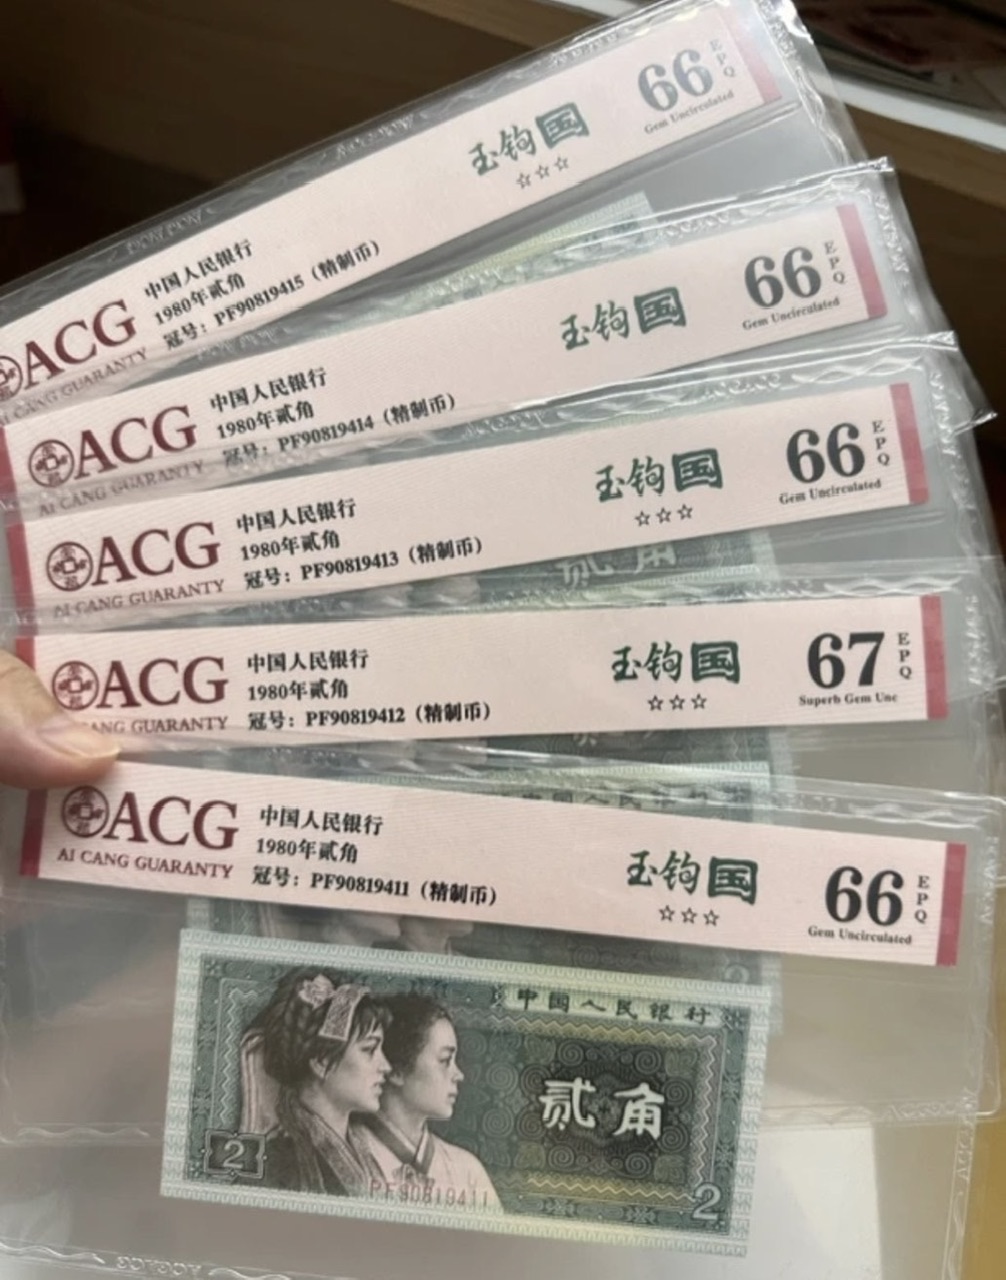 ACG
AI CANG GUARANTY
中国人民银行
1980年贰角
冠号：PF90819415（精制币）
玉钩国
☆☆☆
66
EPQ
Gem Uncirculated
ACG
AI CANG GUARANTY
中国人民银行
1980年贰角
冠号：PF90819414（精制币）
玉钩国
66
EPQ
Gem Uncirculated
ACG
AI CANG GUARANTY
中国人民银行
1980年贰角
冠号：PF90819413（精制币）
玉钩国
☆☆☆
66
EPQ
Gem Uncirculated
贰角
ACG
CANG GUARANTY
中国人民银行
1980年贰角
冠号：PF90819412（精制币）
玉钩国
☆☆☆
67
EPQ
Superb Gem Unc
ACG
AI CANG GUARANTY
中国人民银行
1980年贰角
冠号：PF90819411（精制币）
玉钩国
☆☆☆
66
EPQ
Gem Uncirculated
中国人民银行
贰角
2
PF90819411
2